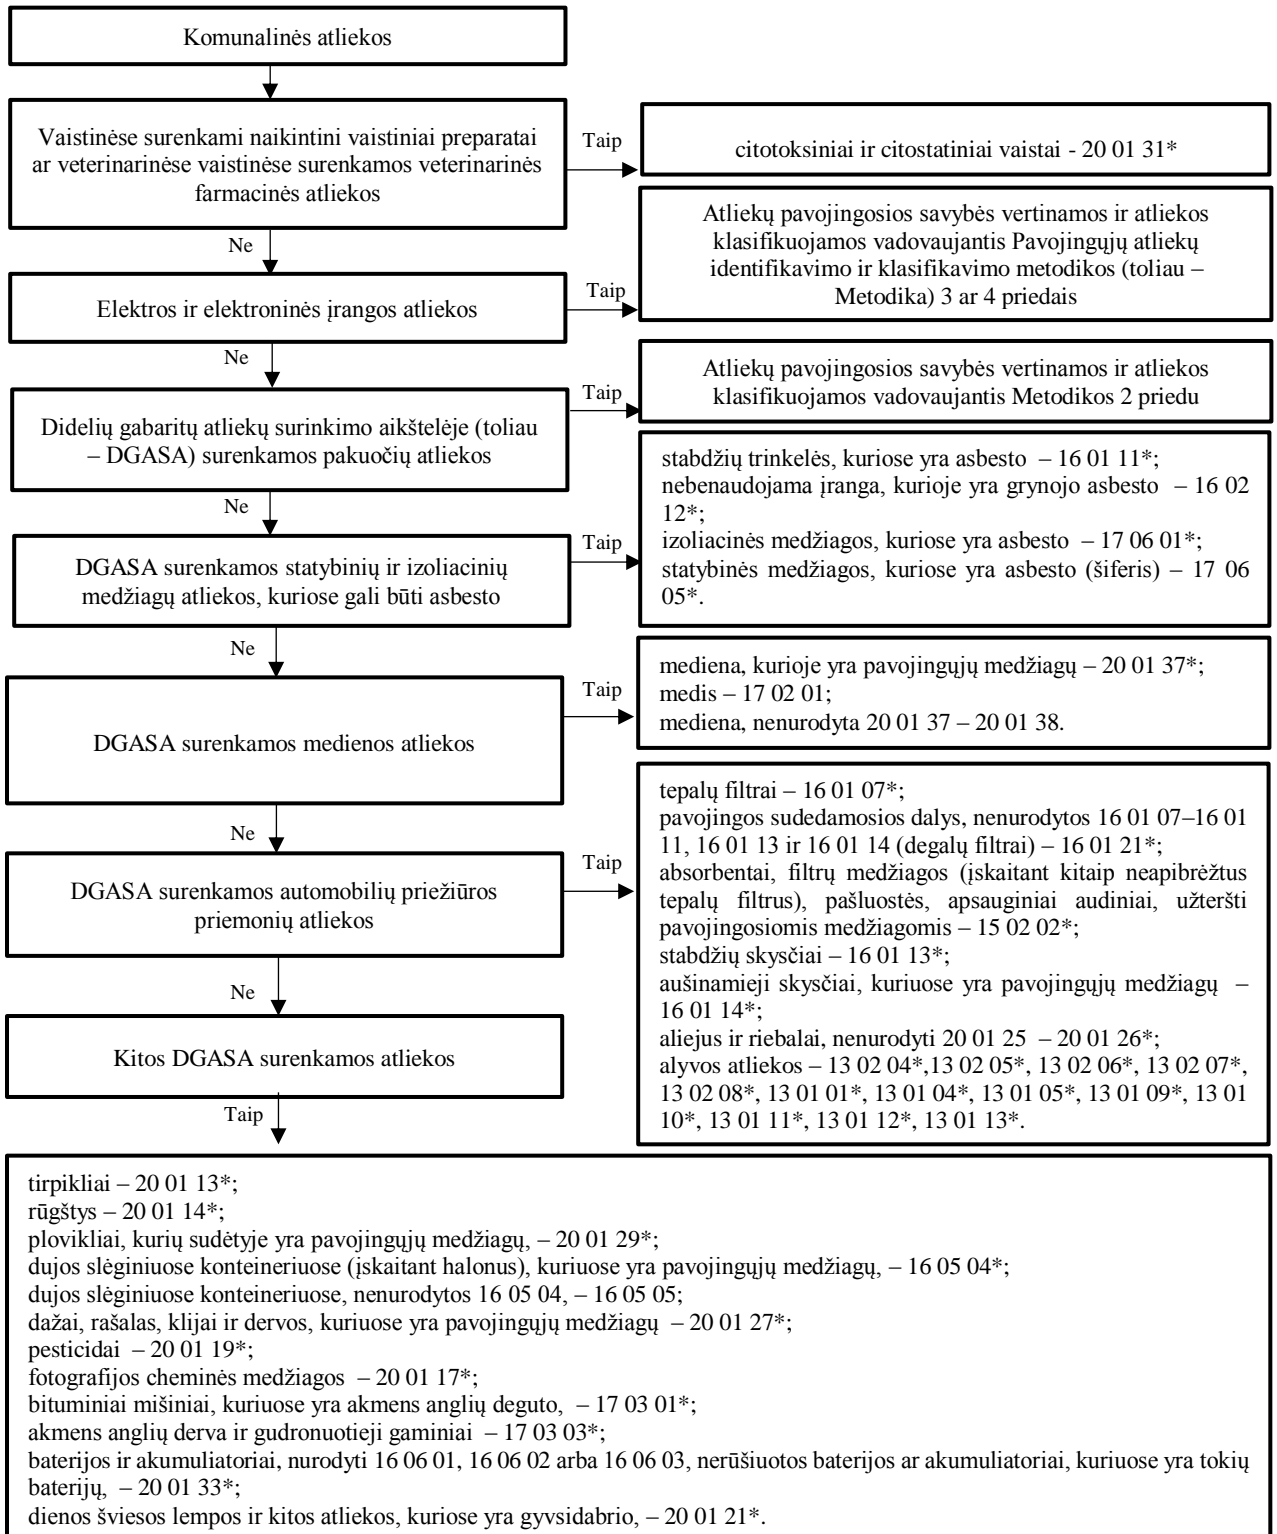 Komunalinės atliekos
Vaistinėse surenkami naikintini vaistiniai preparatai
ar veterinarinėse vaistinėse surenkamos veterinarinės
farmacinės atliekos
Taip
citotoksiniai ir citostatiniai vaistai - 20 01 31*
Ne
Elektros ir elektroninės įrangos atliekos
Taip
Atliekų pavojingosios savybės vertinamos ir atliekos
klasifikuojamos vadovaujantis Pavojingųjų atliekų
identifikavimo ir klasifikavimo metodikos (toliau –
Metodika) 3 ar 4 priedais
Ne
Didelių gabaritų atliekų surinkimo aikštelėje (toliau
– DGASA) surenkamos pakuočių atliekos
Taip
Atliekų pavojingosios savybės vertinamos ir atliekos
klasifikuojamos vadovaujantis Metodikos 2 priedu
Ne
DGASA surenkamos statybinių ir izoliacinių
medžiagų atliekos, kuriose gali būti asbesto
Taip
stabdžių trinkelės, kuriose yra asbesto – 16 01 11*;
nebenaudojama įranga, kurioje yra grynojo asbesto – 16 02
12*;
izoliacinės medžiagos, kuriose yra asbesto – 17 06 01*;
statybinės medžiagos, kuriose yra asbesto (šiferis) – 17 06
05*.
Ne
DGASA surenkamos medienos atliekos
Taip
mediena, kurioje yra pavojingųjų medžiagų – 20 01 37*;
medis – 17 02 01;
mediena, nenurodyta 20 01 37 – 20 01 38.
Ne
DGASA surenkamos automobilių priežiūros
priemonių atliekos
Taip
tepalų filtrai – 16 01 07*;
pavojingos sudedamosios dalys, nenurodytos 16 01 07–16 01
11, 16 01 13 ir 16 01 14 (degalų filtrai) – 16 01 21*;
absorbentai, filtrų medžiagos (įskaitant kitaip neapibrėžtus
tepalų filtrus), pašluostės, apsauginiai audiniai, užteršti
pavojingosiomis medžiagomis – 15 02 02*;
stabdžių skysčiai – 16 01 13*;
aušinamieji skysčiai, kuriuose yra pavojingųjų medžiagų –
16 01 14*;
aliejus ir riebalai, nenurodyti 20 01 25 – 20 01 26*;
alyvos atliekos – 13 02 04*,13 02 05*, 13 02 06*, 13 02 07*,
13 02 08*, 13 01 01*, 13 01 04*, 13 01 05*, 13 01 09*, 13 01
10*, 13 01 11*, 13 01 12*, 13 01 13*.
Ne
Kitos DGASA surenkamos atliekos
Taip
tirpikliai – 20 01 13*;
rūgštys – 20 01 14*;
plovikliai, kurių sudėtyje yra pavojingųjų medžiagų, – 20 01 29*;
dujos slėginiuose konteineriuose (įskaitant halonus), kuriuose yra pavojingųjų medžiagų, – 16 05 04*;
dujos slėginiuose konteineriuose, nenurodytos 16 05 04, – 16 05 05;
dažai, rašalas, klijai ir dervos, kuriuose yra pavojingųjų medžiagų – 20 01 27*;
pesticidai – 20 01 19*;
fotografijos cheminės medžiagos – 20 01 17*;
bituminiai mišiniai, kuriuose yra akmens anglių deguto, – 17 03 01*;
akmens anglių derva ir gudronuotieji gaminiai – 17 03 03*;
baterijos ir akumuliatoriai, nurodyti 16 06 01, 16 06 02 arba 16 06 03, nerūšiuotos baterijos ar akumuliatoriai, kuriuose yra tokių
baterijų, – 20 01 33*;
dienos šviesos lempos ir kitos atliekos, kuriose yra gyvsidabrio, – 20 01 21*.